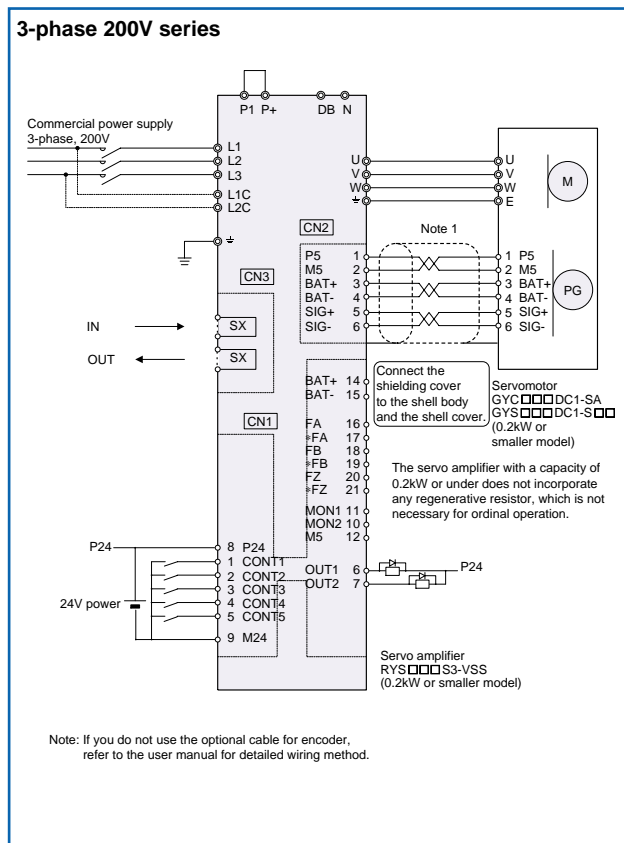 3-phase 200V series
P1 P+ DB N
Commercial power supply
3-phase, 200V
L1
L2
L3
L1C
L2C
U
V
W
U
V
W
E
M
CN2
Note 1
P5 1
M5 2
BAT+ 3
BAT- 4
SIG+ 5
SIG- 6
1 P5
2 M5
3 BAT+
4 BAT-
5 SIG+
6 SIG-
PG
CN3
IN
SX
OUT
SX
Connect the
shielding cover
to the shell body
and the shell cover.
Servomotor
GYC□□□DC1-SA
GYS□□□DC1-S□□
(0.2kW or
smaller model)
BAT+ 14
BAT- 15
CN1
FA 16
*FA 17
FB 18
*FB 19
FZ 20
*FZ 21
MON1 11
MON2 10
M5 12
The servo amplifier with a capacity of
0.2kW or under does not incorporate
any regenerative resistor, which is not
necessary for ordinal operation.
P24
8 P24
1 CONT1
2 CONT2
3 CONT3
4 CONT4
5 CONT5
9 M24
24V power
OUT1 6
OUT2 7
P24
Servo amplifier
RYS□□□S3-VSS
(0.2kW or smaller model)
Note: If you do not use the optional cable for encoder,
refer to the user manual for detailed wiring method.